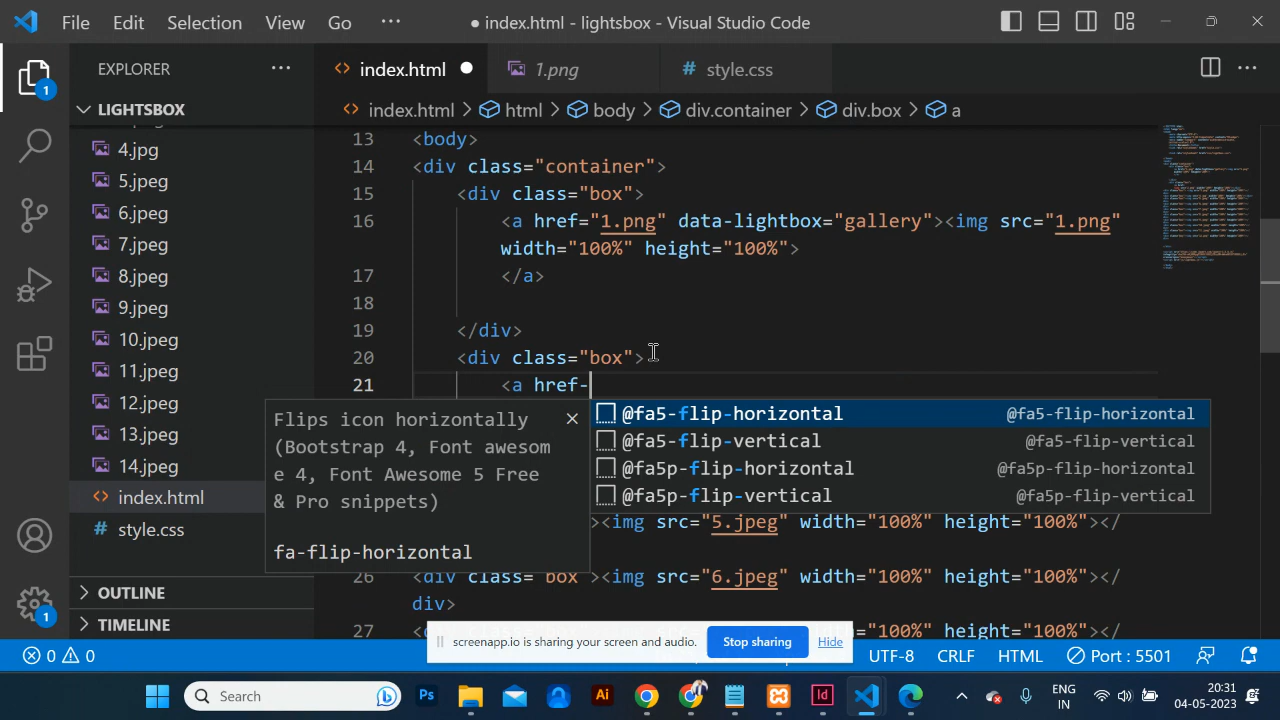 File Edit Selection View Go ··· ● index.html - lightsbox - Visual Studio Code
EXPLORER ···
index.html ● 1.png # style.css ···
LIGHTSBOX
index.html > html > body > div.container > div.box > a
4.jpg
5.jpeg
6.jpeg
7.jpeg
8.jpeg
9.jpeg
10.jpeg
11.jpeg
12.jpeg
13.jpeg
14.jpeg
index.html
# style.css
OUTLINE
TIMELINE
1
1
13 <body>
14 <div class="container">
15 <div class="box">
16 <a href="1.png" data-lightbox="gallery"><img src="1.png"
width="100%" height="100%">
17 </a>
18
19 </div>
20 <div class="box">
21 <a href-
Flips icon horizontally
(Bootstrap 4, Font awesom
e 4, Font Awesome 5 Free
& Pro snippets)
fa-flip-horizontal
@fa5-flip-horizontal @fa5-flip-horizontal
@fa5-flip-vertical @fa5-flip-vertical
@fa5p-flip-horizontal @fa5p-flip-horizontal
@fa5p-flip-vertical @fa5p-flip-vertical
><img src="5.jpeg" width="100%" height="100%"></
26 <div class="box"><img src="6.jpeg" width="100%" height="100%"></
div>
27 height="100%"></
screenapp.io is sharing your screen and audio. Stop sharing Hide
0 0 UTF-8 CRLF HTML Port : 5501
Search Ps Ai Id ENG
IN
20:31
04-05-2023